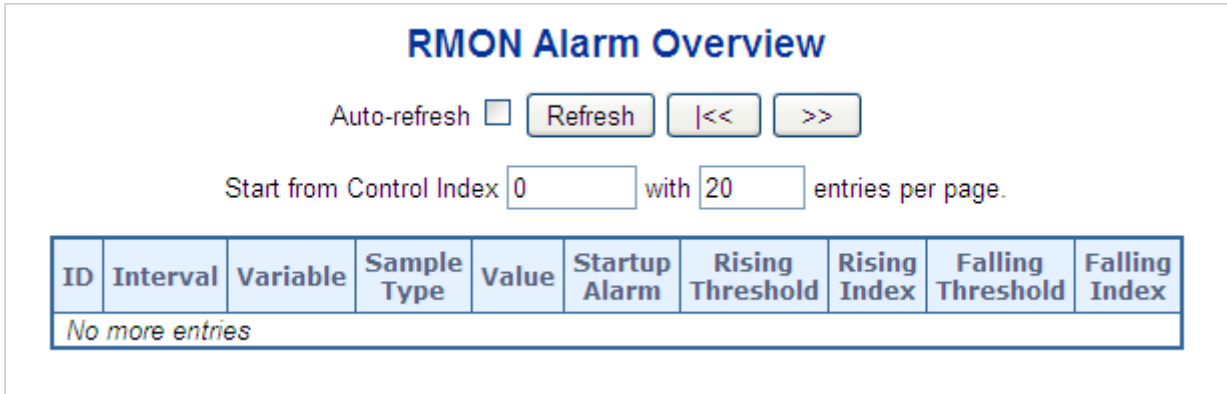 RMON Alarm Overview
Auto-refresh Refresh |<< >>
Start from Control Index 0 with 20 entries per page.
ID Interval Variable Sample Type Value Startup Alarm Rising Threshold Rising Index Falling Threshold Falling Index
No more entries